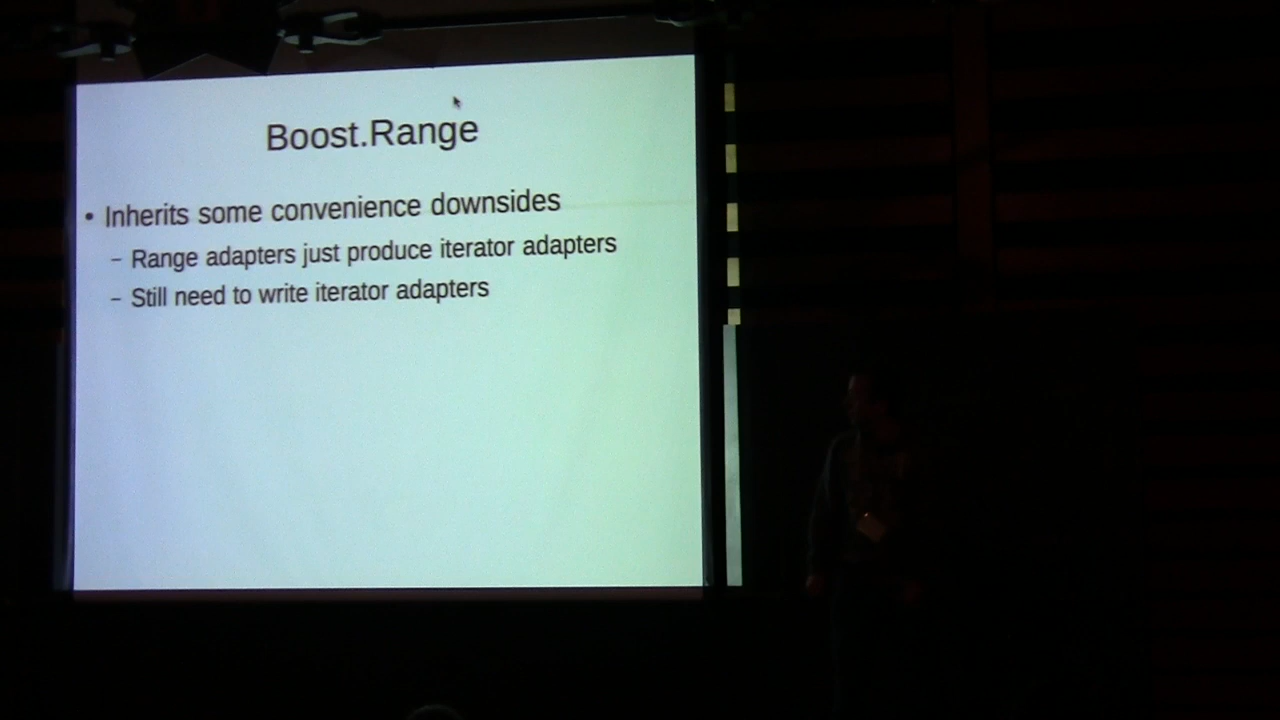 Boost.Range
• Inherits some convenience downsides
– Range adapters just produce iterator adapters
– Still need to write iterator adapters